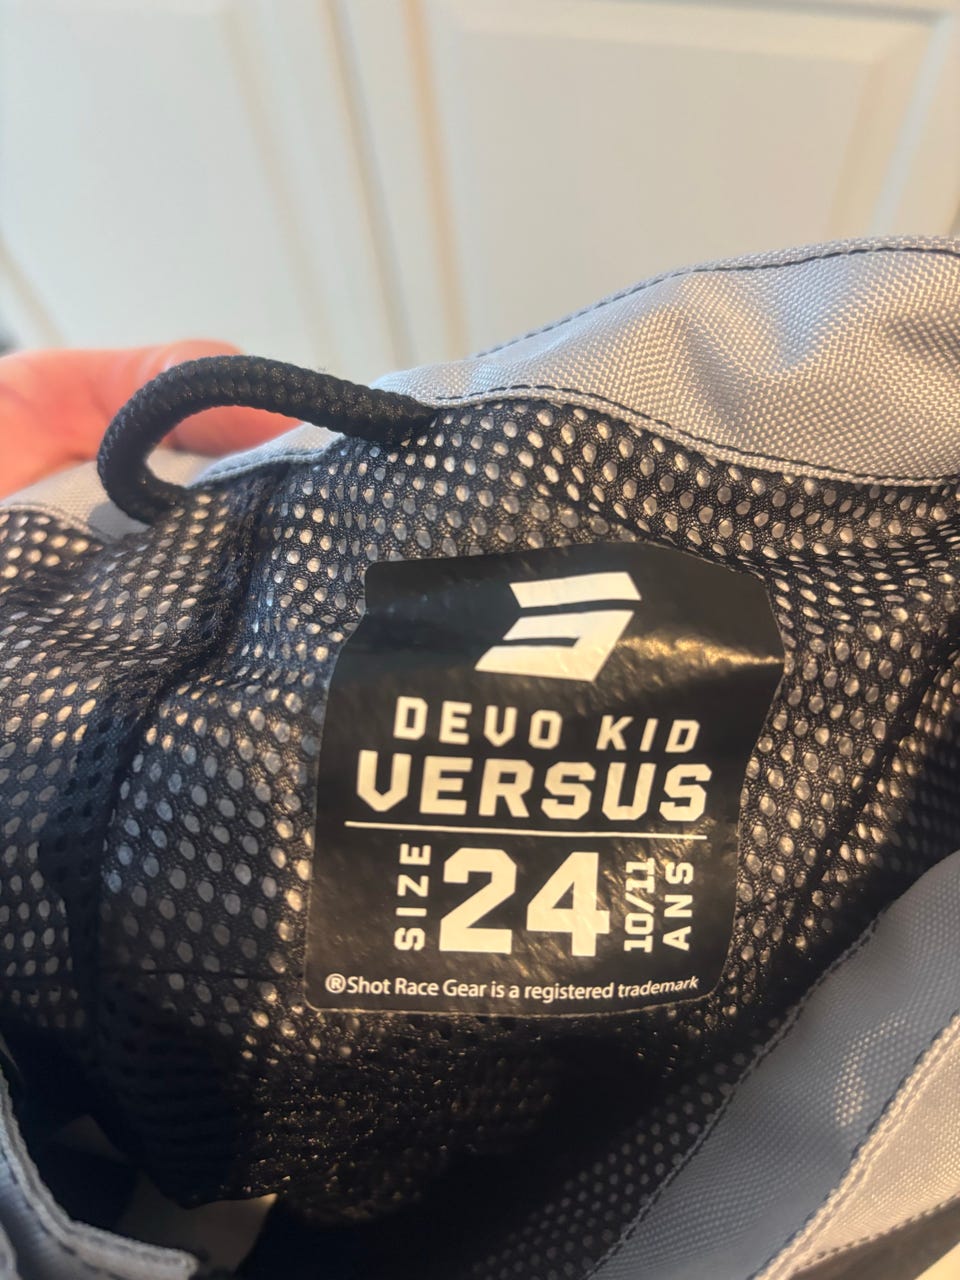 DEVO KID
VERSUS
SIZE 24 10/11 ANS
®Shot Race Gear is a registered trademark